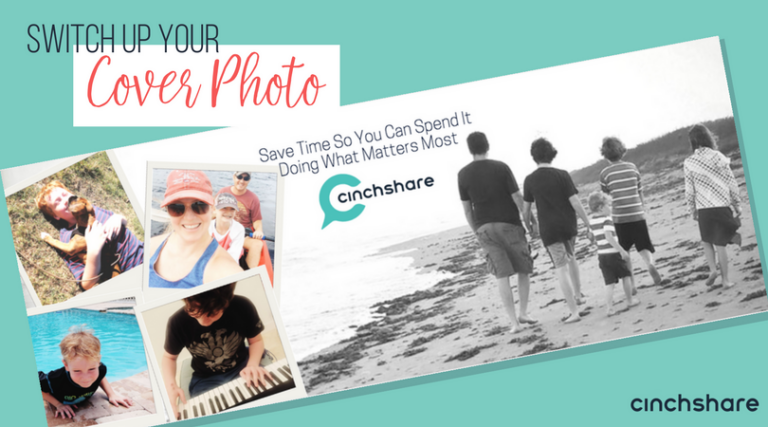 SWITCH UP YOUR
Cover Photo
Save Time So You Can Spend It
Doing What Matters Most
cinchshare
cinchshare